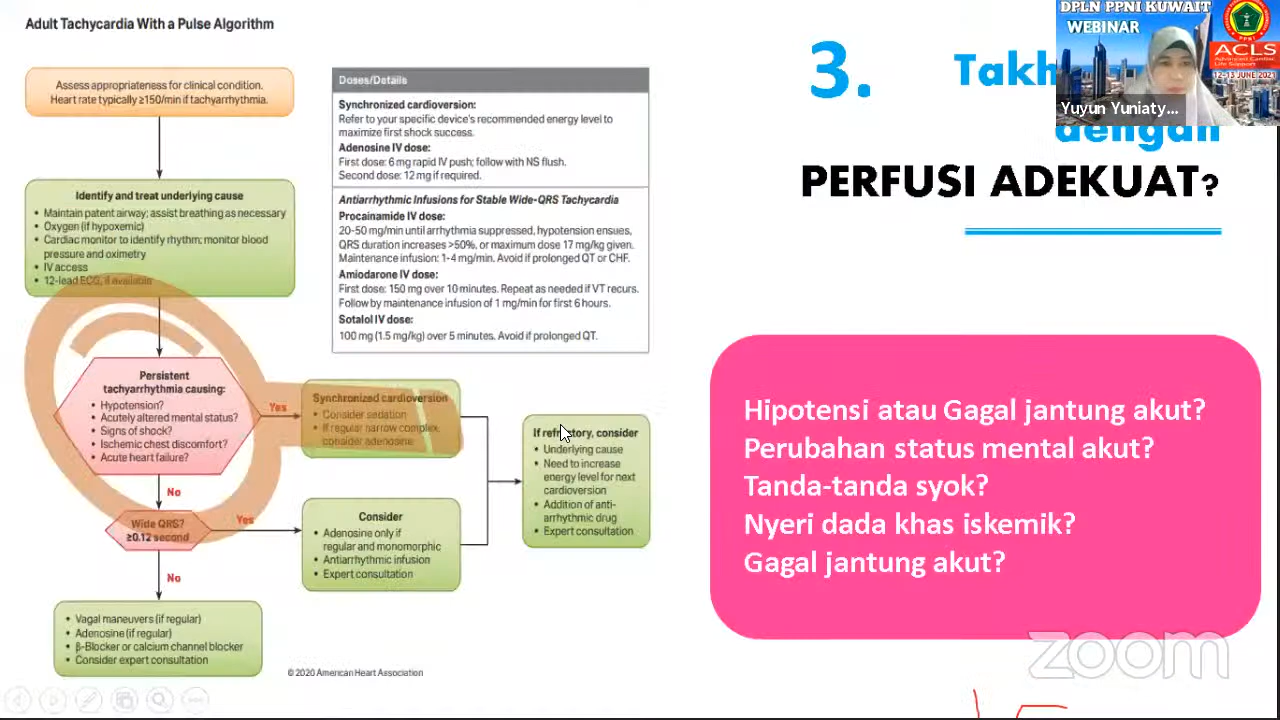 Adult Tachycardia With a Pulse Algorithm
Assess appropriateness for clinical condition.
Heart rate typically ≥150/min if tachyarrhythmia.
Identify and treat underlying cause
• Maintain patent airway; assist breathing as necessary
• Oxygen (if hypoxemic)
• Cardiac monitor to identify rhythm; monitor blood
pressure and oximetry
• IV access
• 12-lead ECG, if available
Persistent
tachyarrhythmia causing:
• Hypotension?
• Acutely altered mental status?
• Signs of shock?
• Ischemic chest discomfort?
• Acute heart failure?
Yes
Synchronized cardioversion
• Consider sedation
• If regular narrow complex,
consider adenosine
No
Wide QRS?
≥0.12 second
Yes
Consider
• Adenosine only if
regular and monomorphic
• Antiarrhythmic infusion
• Expert consultation
If refractory, consider
• Underlying cause
• Need to increase
energy level for next
cardioversion
• Addition of anti-
arrhythmic drug
• Expert consultation
No
• Vagal maneuvers (if regular)
• Adenosine (if regular)
• β-Blocker or calcium channel blocker
• Consider expert consultation
© 2020 American Heart Association
Doses/Details
Synchronized cardioversion:
Refer to your specific device's recommended energy level to
maximize first shock success.
Adenosine IV dose:
First dose: 6 mg rapid IV push; follow with NS flush.
Second dose: 12 mg if required.
Antiarrhythmic Infusions for Stable Wide-QRS Tachycardia
Procainamide IV dose:
20-50 mg/min until arrhythmia suppressed, hypotension ensues,
QRS duration increases >50%, or maximum dose 17 mg/kg given.
Maintenance infusion: 1-4 mg/min. Avoid if prolonged QT or CHF.
Amiodarone IV dose:
First dose: 150 mg over 10 minutes. Repeat as needed if VT recurs.
Follow by maintenance infusion of 1 mg/min for first 6 hours.
Sotalol IV dose:
100 mg (1.5 mg/kg) over 5 minutes. Avoid if prolonged QT.
3.
dengan
PERFUSI ADEKUAT?
DPLN PPNI KUWAIT
WEBINAR
PPNI
ACLS
Advanced Cardiac
Life Support
12-13 JUNE 2021
Yuyun Yuniaty...
Hipotensi atau Gagal jantung akut?
Perubahan status mental akut?
Tanda-tanda syok?
Nyeri dada khas iskemik?
Gagal jantung akut?
zoom